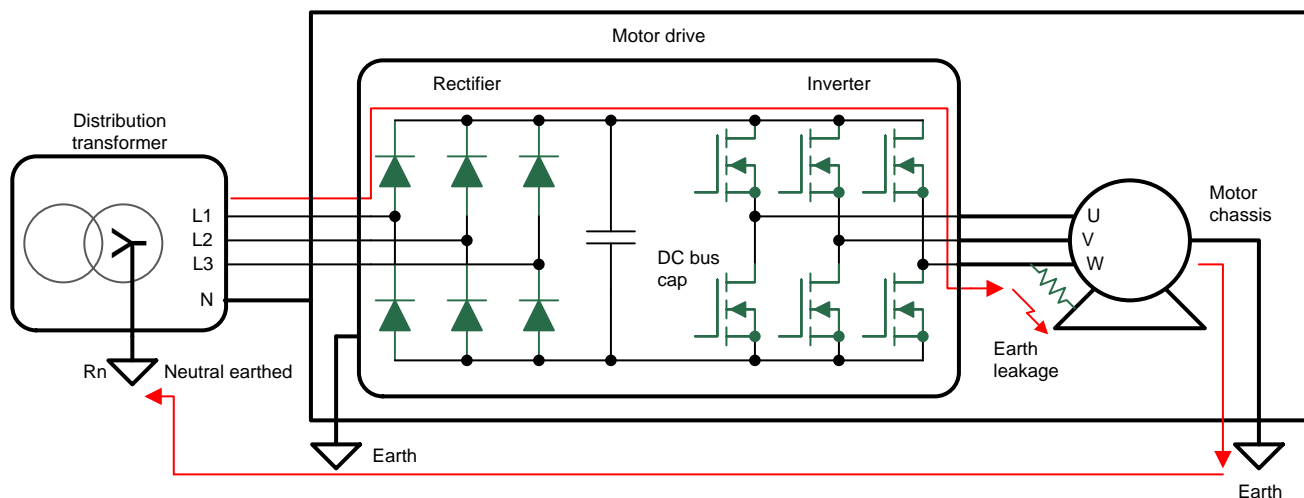 Motor drive
Rectifier
Inverter
Distribution
transformer
L1
L2
L3
N
DC bus
cap
U
V
W
Motor
chassis
Earth
leakage
Rn
Neutral earthed
Earth
Earth